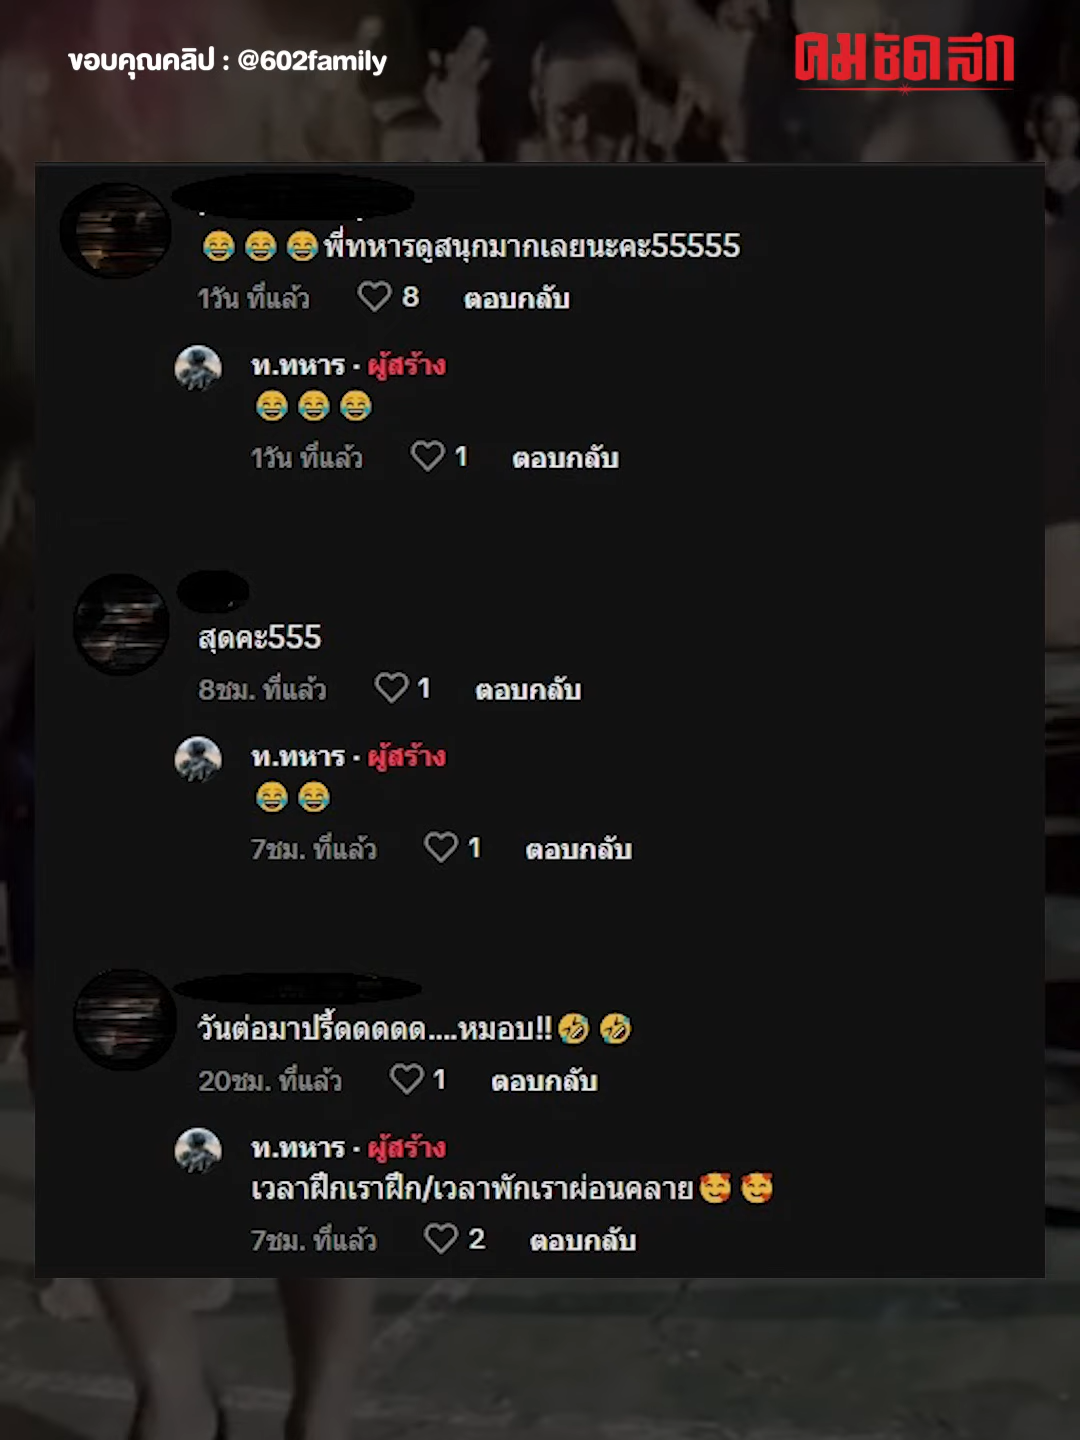 ขอบคุณคลิป : @602family
คมชัดลึก
😂😂😂พี่ทหารดูสนุกมากเลยนะคะ55555
1วัน ที่แล้ว 8 ตอบกลับ
ท.ทหาร · ผู้สร้าง
😂😂😂
1วัน ที่แล้ว 1 ตอบกลับ
สุดคะ555
8ชม. ที่แล้ว 1 ตอบกลับ
ท.ทหาร · ผู้สร้าง
😂😂
7ชม. ที่แล้ว 1 ตอบกลับ
วันต่อมาปรี้ดดดดด....หมอบ!!🤣🤣
20ชม. ที่แล้ว 1 ตอบกลับ
ท.ทหาร · ผู้สร้าง
เวลาฝึกเราฝึก/เวลาพักเราผ่อนคลาย🥰🥰
7ชม. ที่แล้ว 2 ตอบกลับ